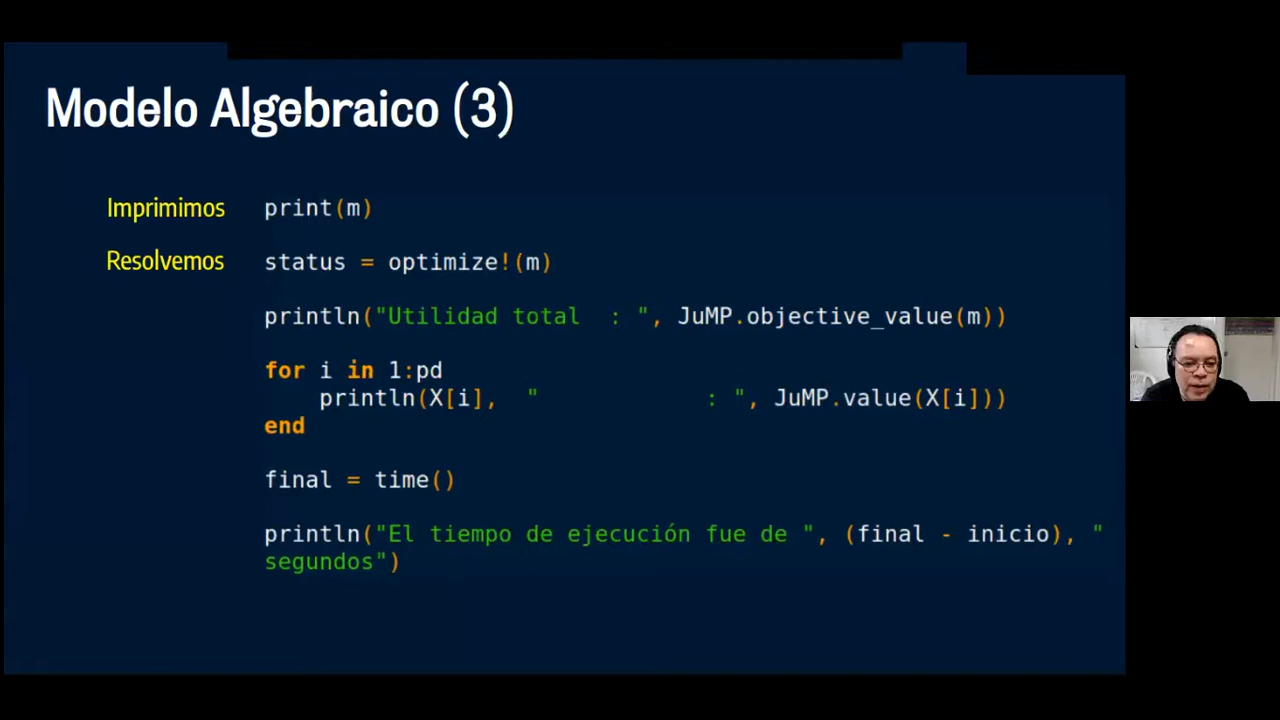 Modelo Algebraico (3)
Imprimimos print(m)
Resolvemos status = optimize!(m)
println("Utilidad total  : ", JuMP.objective_value(m))
for i in 1:pd
    println(X[i],  "            : ", JuMP.value(X[i]))
end
final = time()
println("El tiempo de ejecución fue de ", (final - inicio), "
segundos")